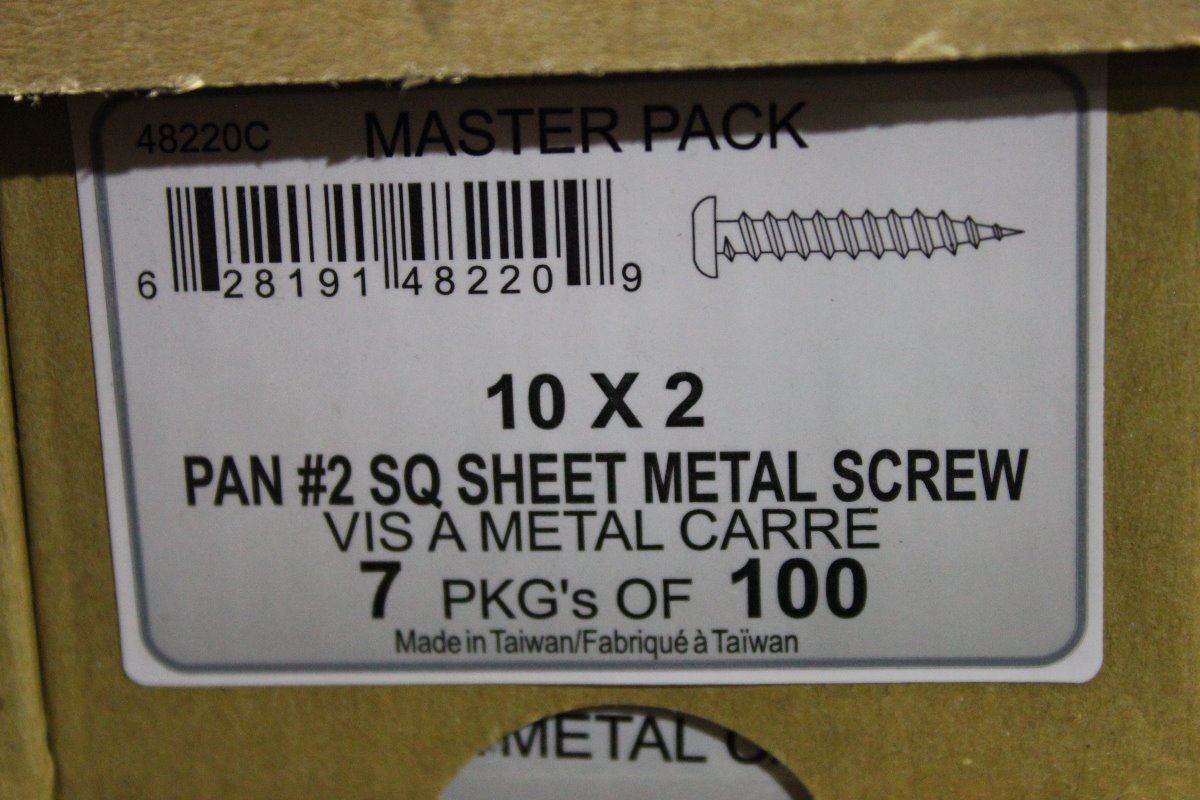 48220C MASTER PACK
6 28191 48220 9
10 X 2
PAN #2 SQ SHEET METAL SCREW
VIS A METAL CARRE
7 PKG's OF 100
Made in Taiwan/Fabriqué à Taïwan
METAL